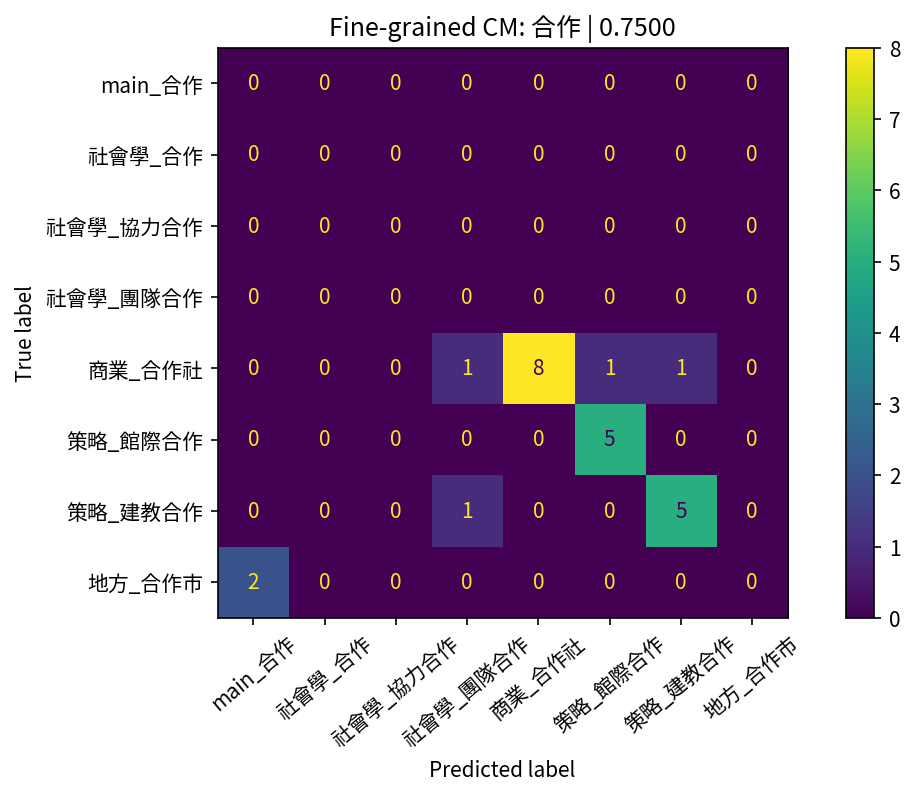 Fine-grained CM: 合作 | 0.7500
True label
main_合作 0 0 0 0 0 0 0 0
社會學_合作 0 0 0 0 0 0 0 0
社會學_協力合作 0 0 0 0 0 0 0 0
社會學_團隊合作 0 0 0 0 0 0 0 0
商業_合作社 0 0 0 1 8 1 1 0
策略_館際合作 0 0 0 0 0 5 0 0
策略_建教合作 0 0 0 1 0 0 5 0
地方_合作市 2 0 0 0 0 0 0 0
main_合作
社會學_合作
社會學_協力合作
社會學_團隊合作
商業_合作社
策略_館際合作
策略_建教合作
地方_合作市
Predicted label
8
7
6
5
4
3
2
1
0